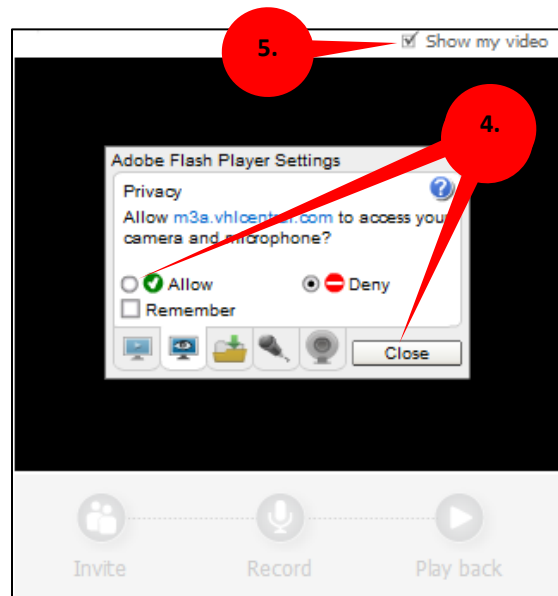 5.
Show my video
4.
Adobe Flash Player Settings
Privacy
Allow m3a.vhlcentral.com to access your
camera and microphone?
Allow
Deny
Remember
Close
Invite
Record
Play back